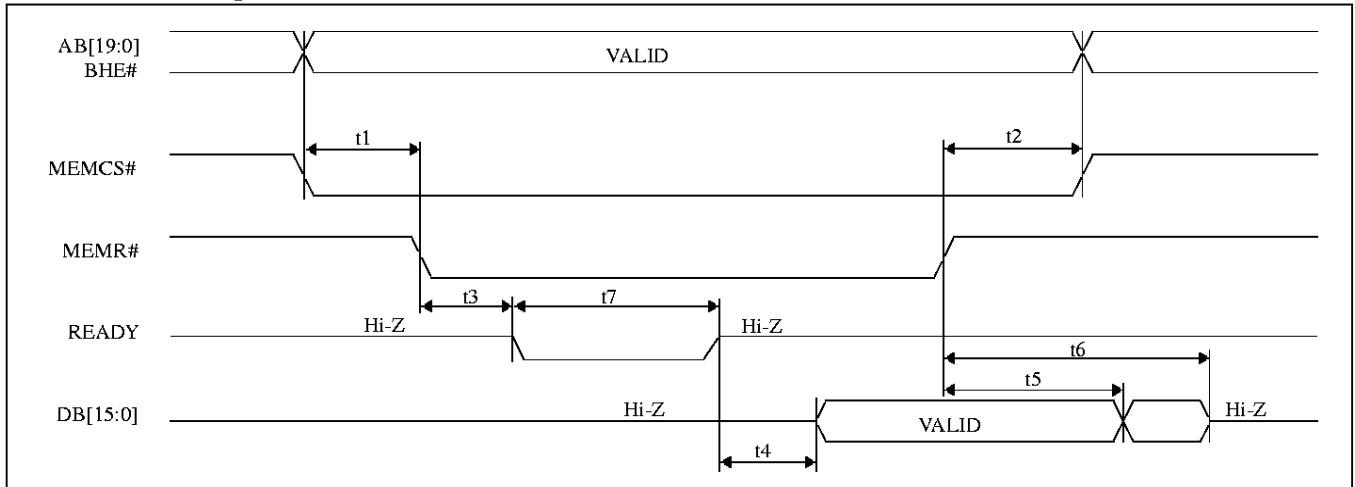 AB[19:0]
BHE#
VALID
t1
t2
MEMCS#
MEMR#
t3
t7
READY
Hi-Z
Hi-Z
t6
t5
DB[15:0]
Hi-Z
VALID
Hi-Z
t4